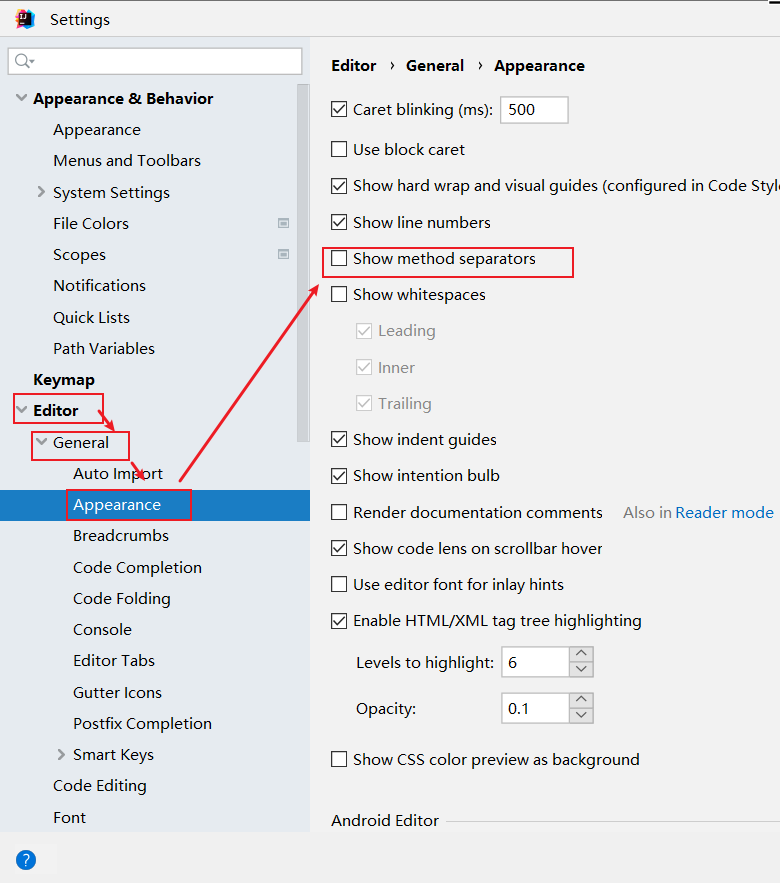 Settings
Appearance & Behavior
Appearance
Menus and Toolbars
System Settings
File Colors
Scopes
Notifications
Quick Lists
Path Variables
Keymap
Editor
General
Auto Import
Appearance
Breadcrumbs
Code Completion
Code Folding
Console
Editor Tabs
Gutter Icons
Postfix Completion
Smart Keys
Code Editing
Font
?
Editor › General › Appearance
Caret blinking (ms): 500
Use block caret
Show hard wrap and visual guides (configured in Code Style
Show line numbers
Show method separators
Show whitespaces
Leading
Inner
Trailing
Show indent guides
Show intention bulb
Render documentation comments Also in Reader mode
Show code lens on scrollbar hover
Use editor font for inlay hints
Enable HTML/XML tag tree highlighting
Levels to highlight: 6
Opacity: 0.1
Show CSS color preview as background
Android Editor